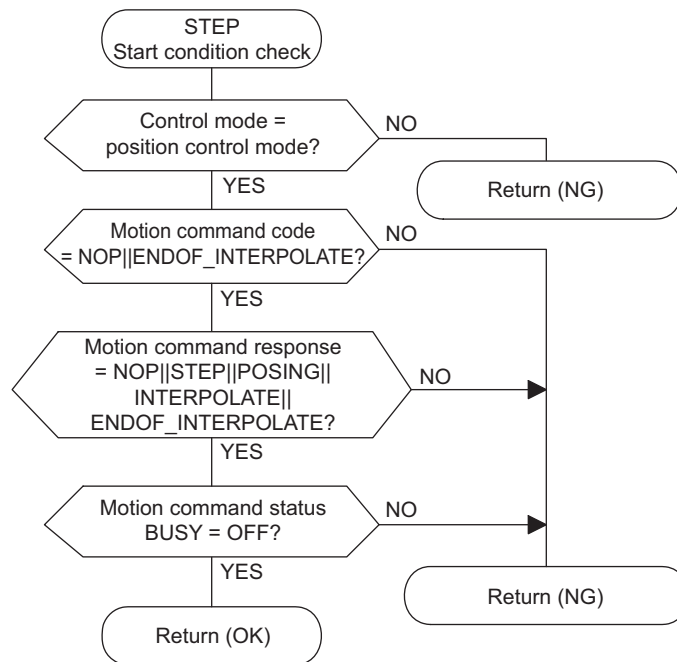 STEP
Start condition check
Control mode =
position control mode?
NO
Return (NG)
YES
Motion command code
= NOP||ENDOF_INTERPOLATE?
NO
YES
Motion command response
= NOP||STEP||POSING||
INTERPOLATE||
ENDOF_INTERPOLATE?
NO
YES
Motion command status
BUSY = OFF?
NO
YES
Return (NG)
Return (OK)